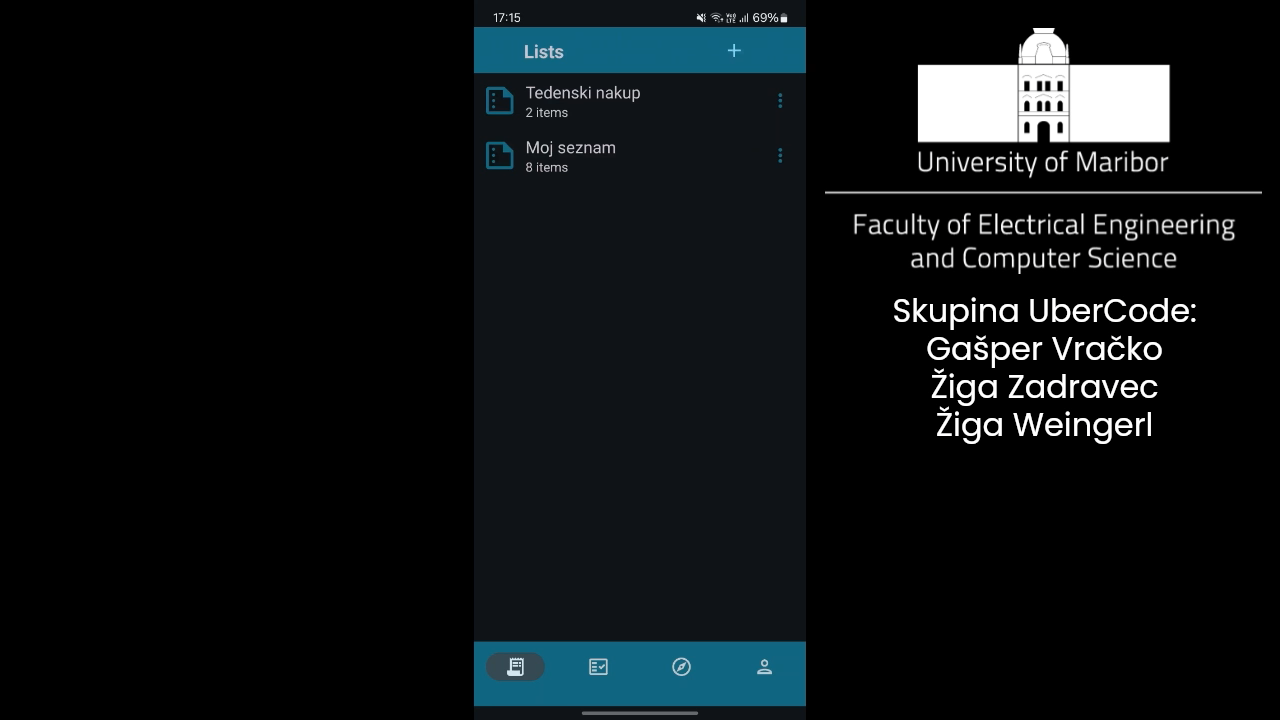 17:15
69%
Lists
Tedenski nakup
2 items
Moj seznam
8 items
University of Maribor
Faculty of Electrical Engineering
and Computer Science
Skupina UberCode:
Gašper Vračko
Žiga Zadravec
Žiga Weingerl